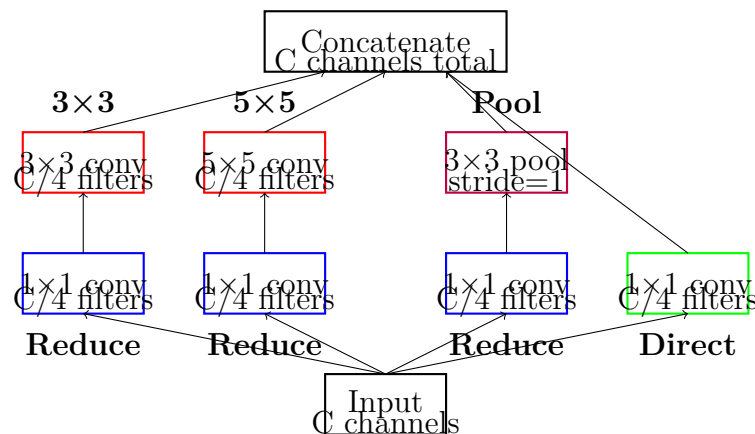 Concatenate
C channels total
3×3
5×5
Pool
3×3 conv
C/4 filters
5×5 conv
C/4 filters
3×3 pool
stride=1
1×1 conv
C/4 filters
1×1 conv
C/4 filters
1×1 conv
C/4 filters
1×1 conv
C/4 filters
Reduce
Reduce
Reduce
Direct
Input
C channels